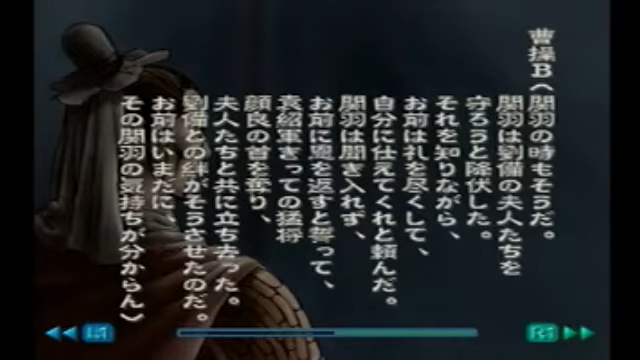 曹操B(関羽の時もそうだ。
関羽は劉備の夫人たちを
守ろうと降伏した。
それを知りながら、
お前は礼を尽くして、
自分に仕えてくれと頼んだ。
関羽は聞き入れず、
お前に恩を返すと誓って、
袁紹軍きっての猛将
顔良の首を奪り、
夫人たちと共に立ち去った。
劉備との絆がそうさせたのだ。
お前はいまだに、
その関羽の気持ちが分からん)
L1
R1